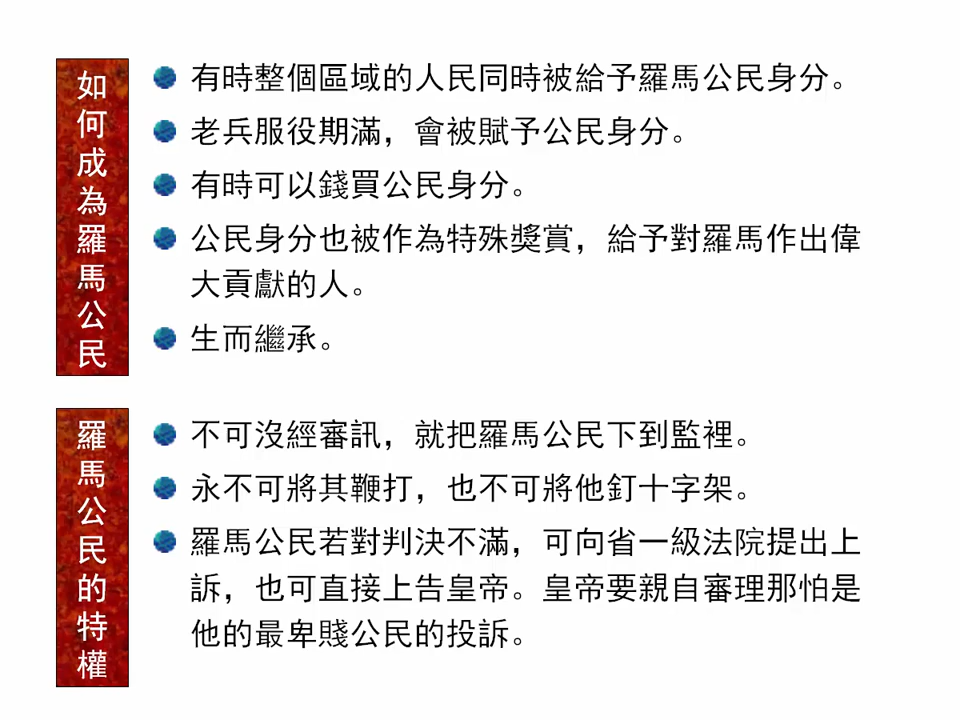 如何成為羅馬公民
有時整個區域的人民同時被給予羅馬公民身分。
老兵服役期滿，會被賦予公民身分。
有時可以錢買公民身分。
公民身分也被作為特殊獎賞，給予對羅馬作出偉
大貢獻的人。
生而繼承。
羅馬公民的特權
不可沒經審訊，就把羅馬公民下到監裡。
永不可將其鞭打，也不可將他釘十字架。
羅馬公民若對判決不滿，可向省一級法院提出上
訴，也可直接上告皇帝。皇帝要親自審理那怕是
他的最卑賤公民的投訴。